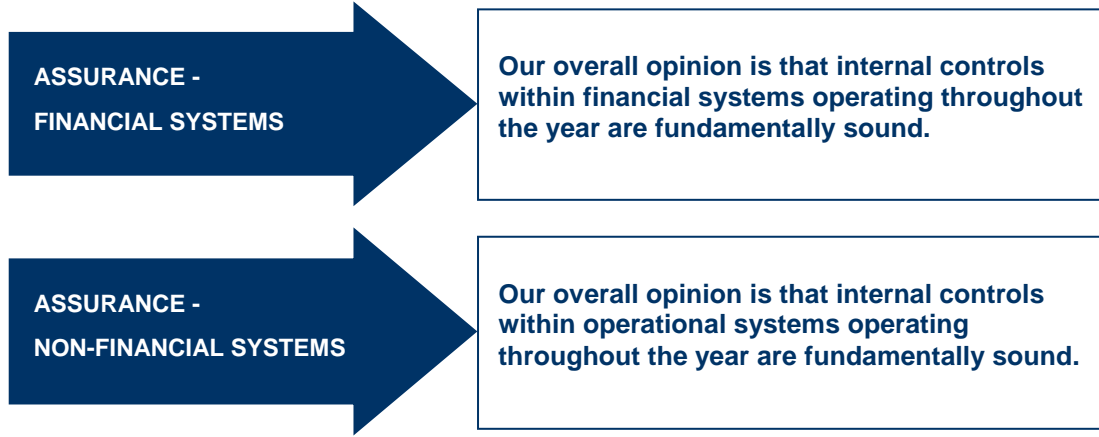 ASSURANCE -
FINANCIAL SYSTEMS
Our overall opinion is that internal controls
within financial systems operating throughout
the year are fundamentally sound.
ASSURANCE -
NON-FINANCIAL SYSTEMS
Our overall opinion is that internal controls
within operational systems operating
throughout the year are fundamentally sound.